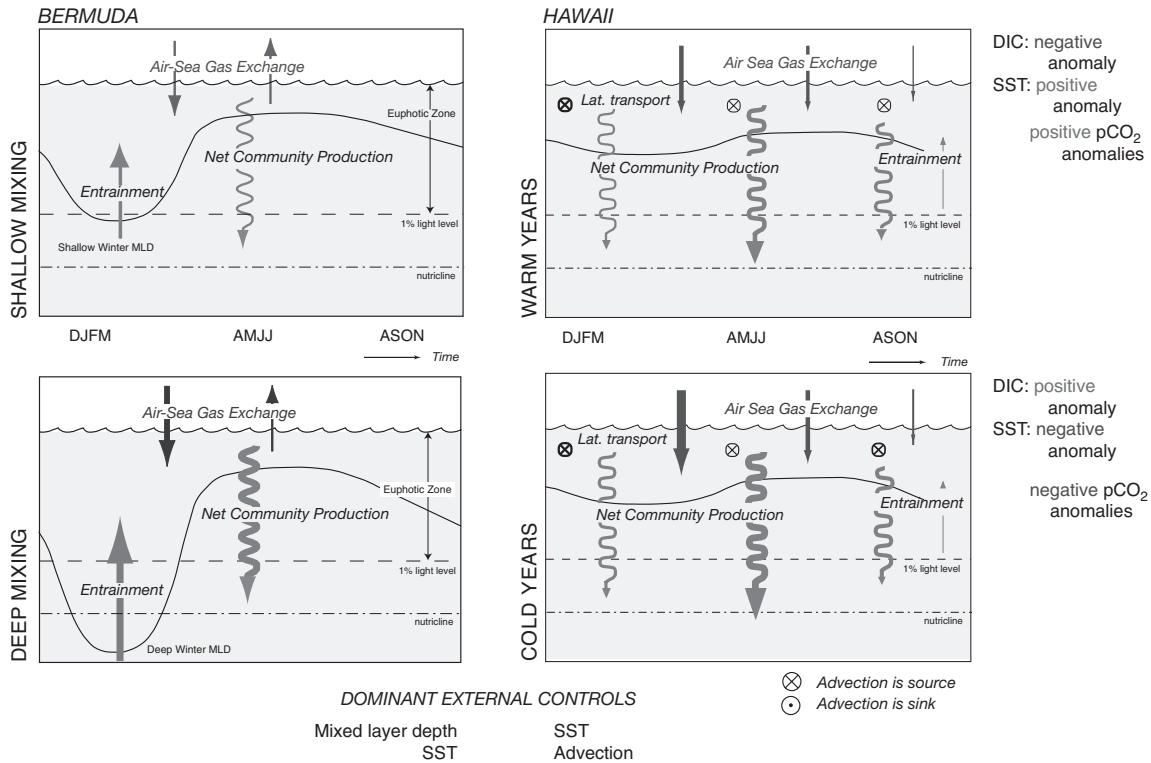 BERMUDA
SHALLOW MIXING
Air-Sea Gas Exchange
Euphotic Zone
Net Community Production
Entrainment
1% light level
Shallow Winter MLD
nutricline
DJFM
AMJJ
ASON
Time
HAWAII
WARM YEARS
Air Sea Gas Exchange
Lat. transport
Net Community Production
Entrainment
1% light level
nutricline
DJFM
AMJJ
ASON
Time
DIC: negative
anomaly
SST: positive
anomaly
positive pCO₂
anomalies
DEEP MIXING
Air-Sea Gas Exchange
Euphotic Zone
Net Community Production
1% light level
Entrainment
nutricline
Deep Winter MLD
COLD YEARS
Air Sea Gas Exchange
Lat. transport
Entrainment
Net Community Production
1% light level
nutricline
DIC: positive
anomaly
SST: negative
anomaly
negative pCO₂
anomalies
Advection is source
Advection is sink
DOMINANT EXTERNAL CONTROLS
Mixed layer depth SST
SST Advection